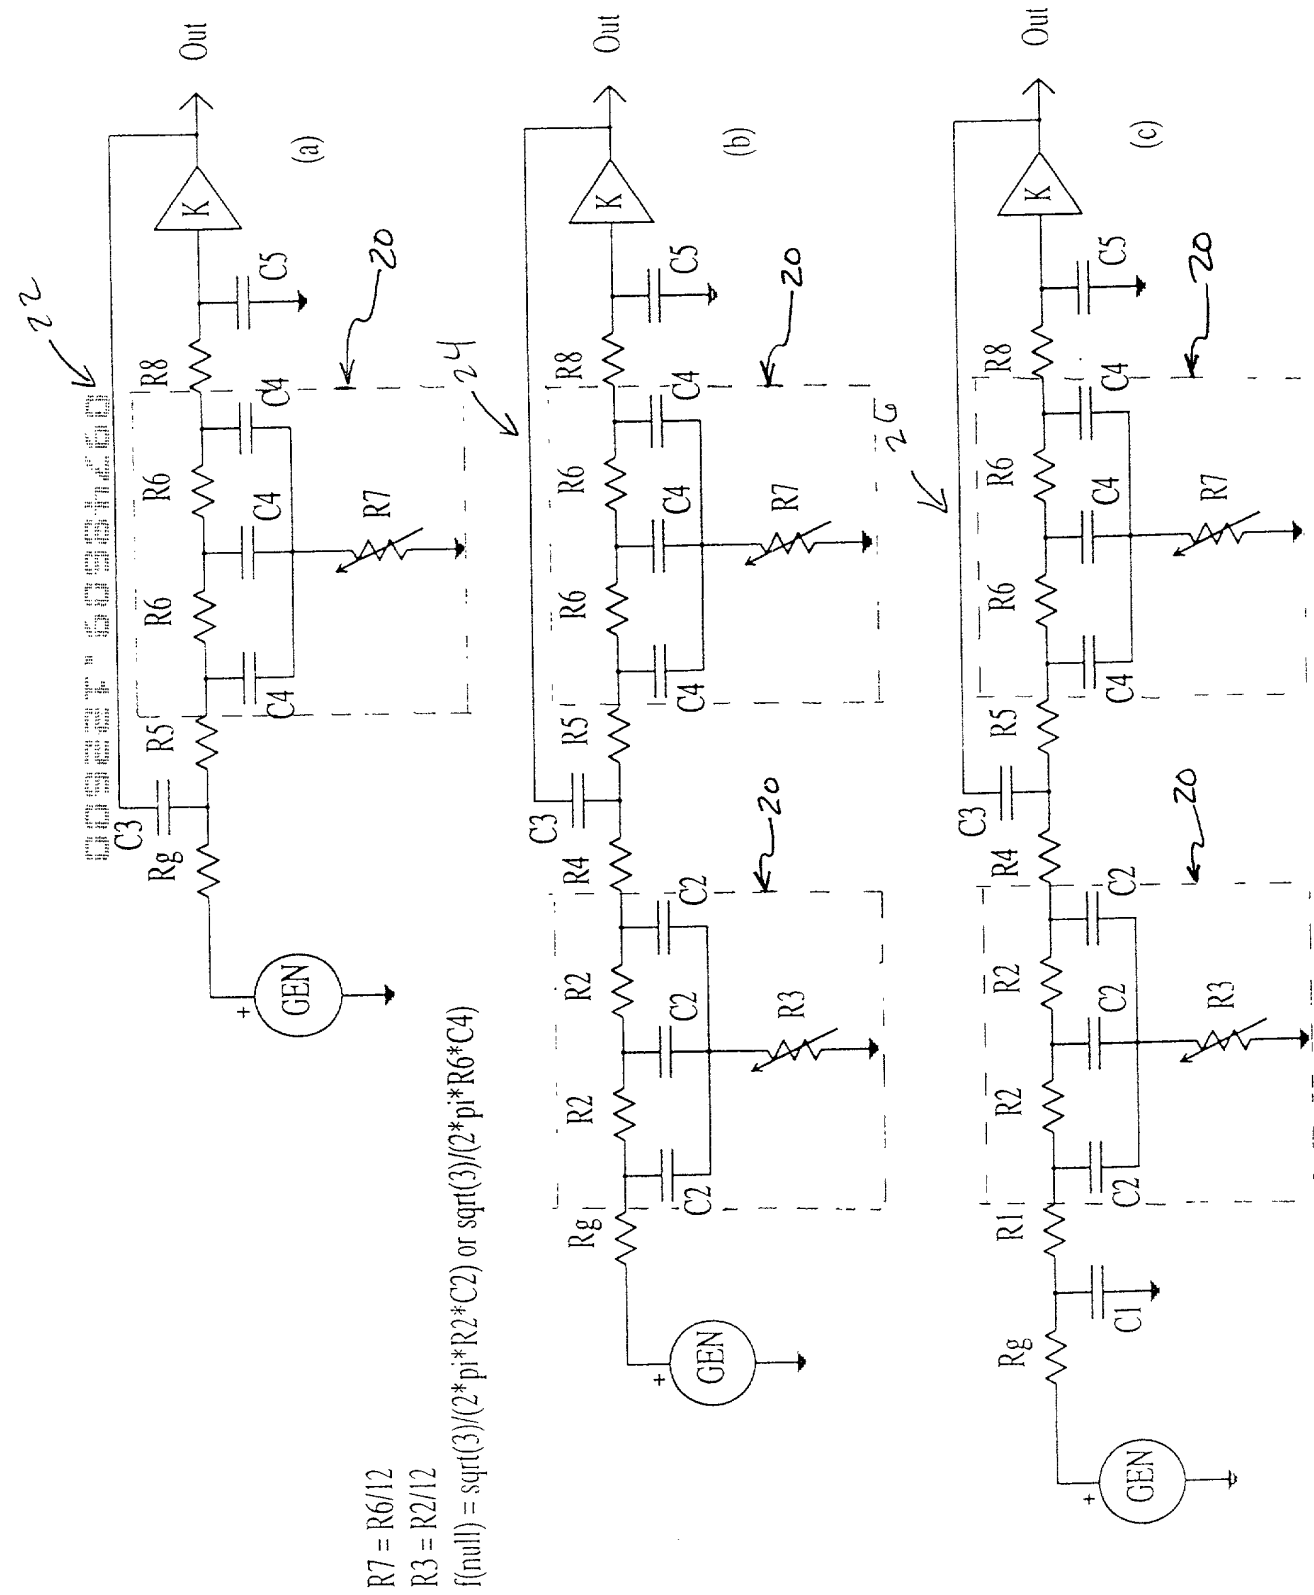 22
C3
Rg
R5
R6
R6
R8
C4
C4
C4
R7
C5
K
Out
+
GEN
20
(a)
24
C3
Rg
R2
R2
R4
R5
R6
R6
R8
C2
C2
C2
R3
C4
C4
C4
R7
C5
K
Out
+
GEN
20
20
(b)
26
C3
Rg
C1
R1
R2
R2
R4
R5
R6
R6
R8
C2
C2
C2
R3
C4
C4
C4
R7
C5
K
Out
+
GEN
20
20
(c)
R7 = R6/12
R3 = R2/12
f(null) = sqrt(3)/(2*pi*R2*C2) or sqrt(3)/(2*pi*R6*C4)